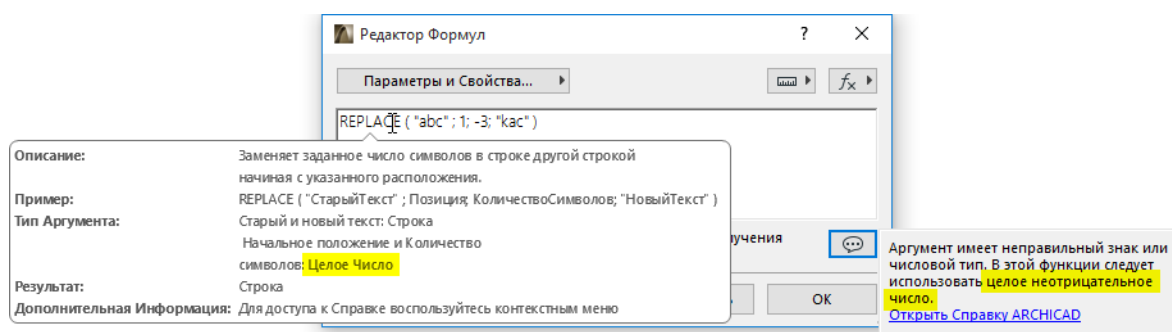 Редактор Формул
?
Параметры и Свойства...
fx
REPLACE ( "abc" ; 1; -3; "kac" )
Описание: Заменяет заданное число символов в строке другой строкой
начиная с указанного расположения.
Пример: REPLACE ( "СтарыйТекст" ; Позиция; КоличествоСимволов; "НовыйТекст" )
Тип Аргумента: Старый и новый текст: Строка
Начальное положение и Количество
символов: Целое Число
Результат: Строка
Дополнительная Информация: Для доступа к Справке воспользуйтесь контекстным меню
лучения
OK
Аргумент имеет неправильный знак или
числовой тип. В этой функции следует
использовать целое неотрицательное
число.
Открыть Справку ARCHICAD